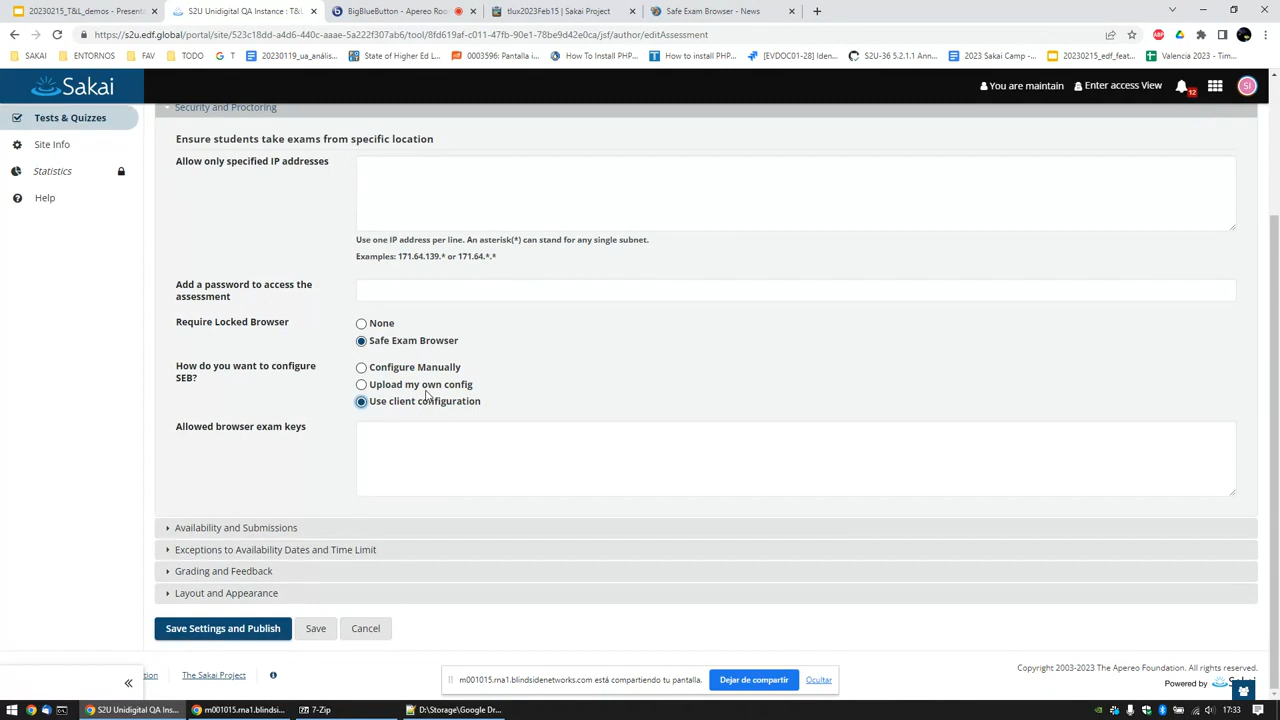 20230215_T&L_demos - Present
S2U Unidigital QA Instance : T&L
BigBlueButton - Apereo Roo
tlux2023Feb15 | Sakai Project
Safe Exam Browser - News
https://s2u.edf.global/portal/site/523c18dd-a4d6-440c-aaae-5a222f307ab6/tool/8fd619af-c011-47fb-90e1-78be9d42e0ca/jsf/author/editAssessment
SAKAI
ENTORNOS
FAV
TODO
T
20230119_ua_anális...
State of Higher Ed L...
0003596: Pantalla i...
How To Install PHP...
How to install PHP...
[EVDOC01-28] Iden...
S2U-36 5.2.1.1 Ann...
2023 Sakai Camp -...
20230215_edf_feat...
Valencia 2023 - Tim...
Sakai
You are maintain
Enter access View
12
SI
Tests & Quizzes
Site Info
Statistics
Help
Security and Proctoring
Ensure students take exams from specific location
Allow only specified IP addresses
Use one IP address per line. An asterisk(*) can stand for any single subnet.
Examples: 171.64.139.* or 171.64.*.*
Add a password to access the
assessment
Require Locked Browser
None
Safe Exam Browser
How do you want to configure
SEB?
Configure Manually
Upload my own config
Use client configuration
Allowed browser exam keys
Availability and Submissions
Exceptions to Availability Dates and Time Limit
Grading and Feedback
Layout and Appearance
Save Settings and Publish
Save
Cancel
tion
The Sakai Project
m001015.rna1.blindsidenetworks.com está compartiendo tu pantalla.
Dejar de compartir
Ocultar
Copyright 2003-2023 The Apereo Foundation. All rights reserved.
Powered by
S2U Unidigital QA Ins...
m001015.rna1.blindsi...
7-Zip
D:\Storage\Google Dr...
17:33